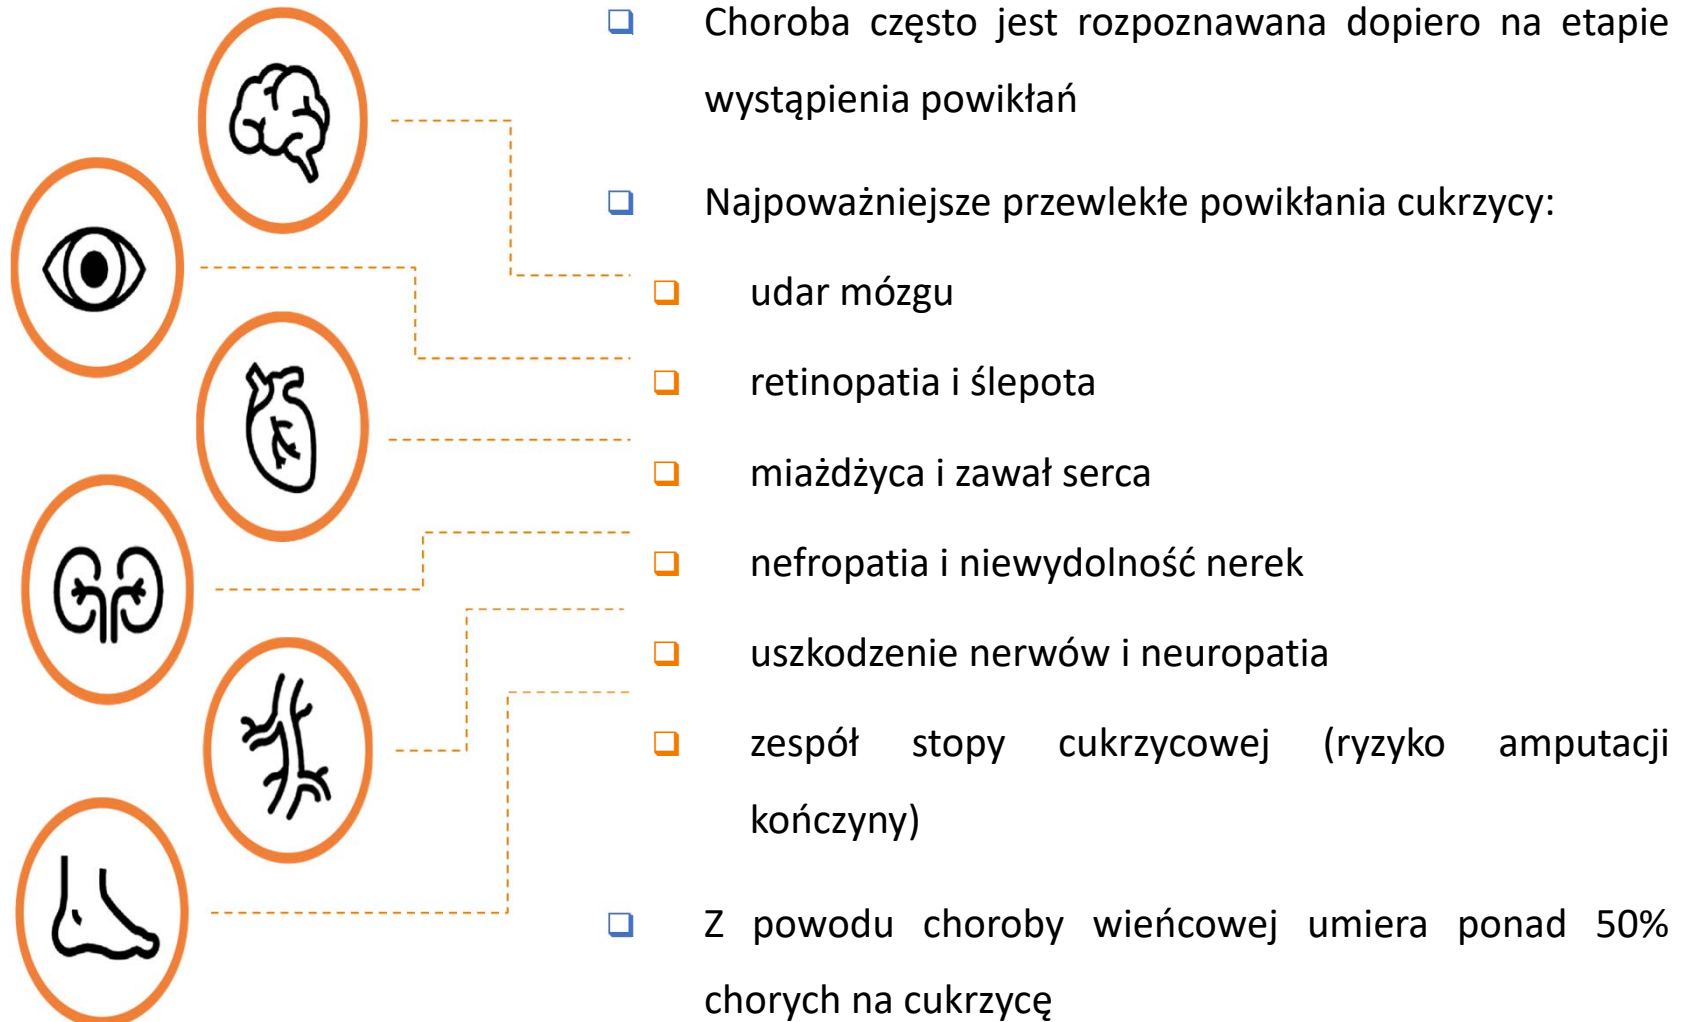 Choroba często jest rozpoznawana dopiero na etapie
wystąpienia powikłań
Najpoważniejsze przewlekłe powikłania cukrzycy:
udar mózgu
retinopatia i ślepota
miażdżyca i zawał serca
nefropatia i niewydolność nerek
uszkodzenie nerwów i neuropatia
zespół stopy cukrzycowej (ryzyko amputacji
kończyny)
Z powodu choroby wieńcowej umiera ponad 50%
chorych na cukrzycę